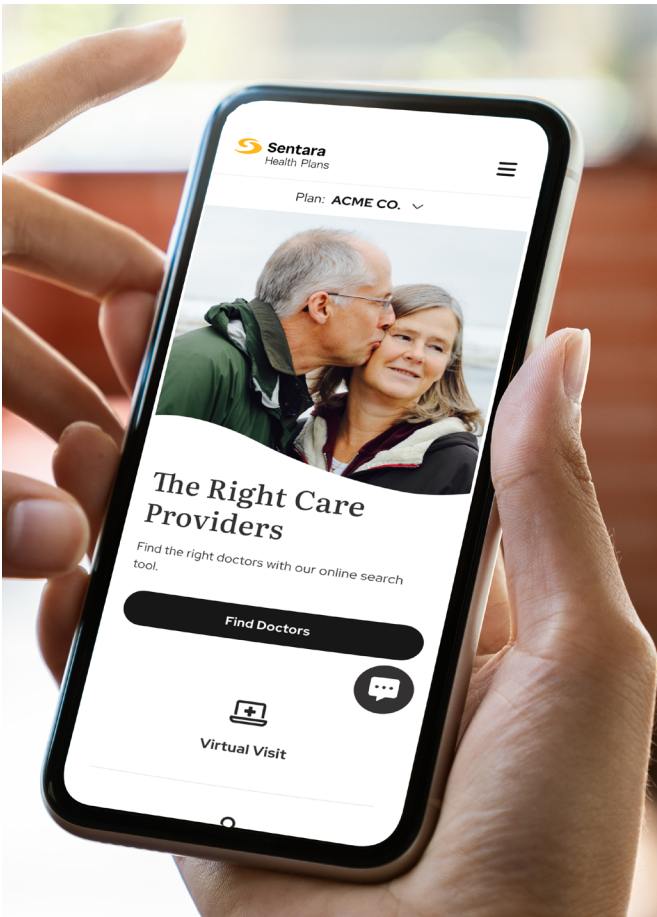 Sentara
Health Plans
Plan: ACME CO.
The Right Care
Providers
Find the right doctors with our online search
tool.
Find Doctors
Virtual Visit